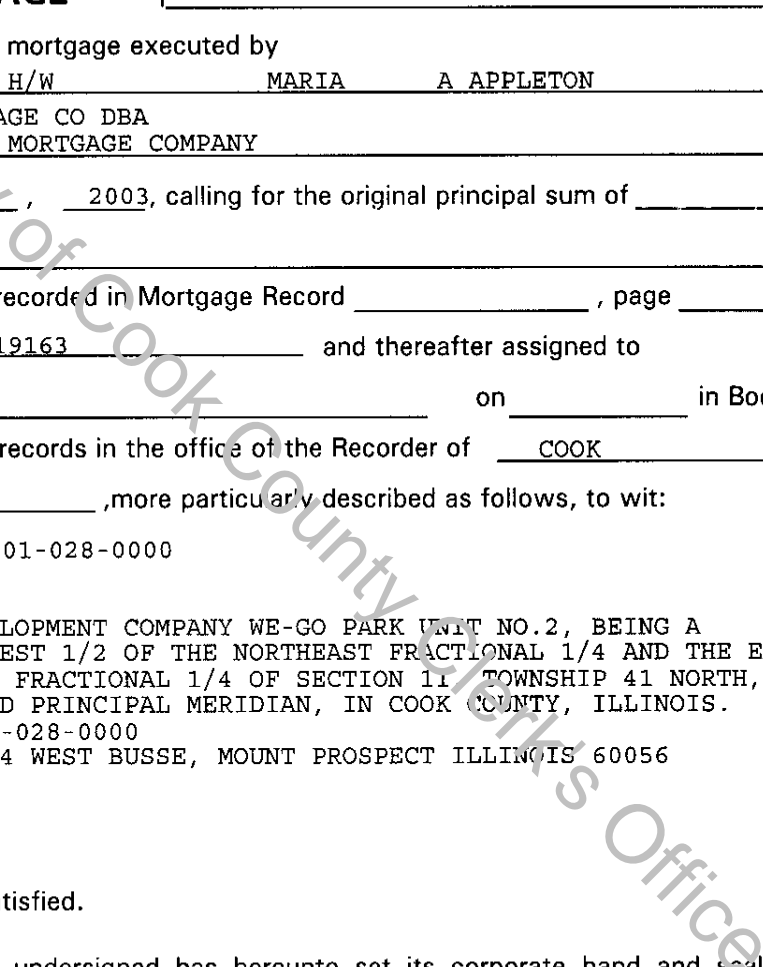 mortgage executed by
H/W MARIA A APPLETON
CO DBA
MORTGAGE COMPANY
, 2003, calling for the original principal sum of
recorded in Mortgage Record , page
19163 and thereafter assigned to
on in
records in the office of the Recorder of COOK
,more particularly described as follows, to wit:
01-028-0000
COMPANY WE-GO PARK UNIT NO.2, BEING A
1/2 OF THE NORTHEAST FRACTIONAL 1/4 AND THE
FRACTIONAL 1/4 OF SECTION 11 TOWNSHIP 41 NORTH,
PRINCIPAL MERIDIAN, IN COOK COUNTY, ILLINOIS.
-028-0000
4 WEST BUSSE, MOUNT PROSPECT ILLINOIS 60056
undersigned has hereunto set its corporate hand and seal
of Cook County Clerk's Office